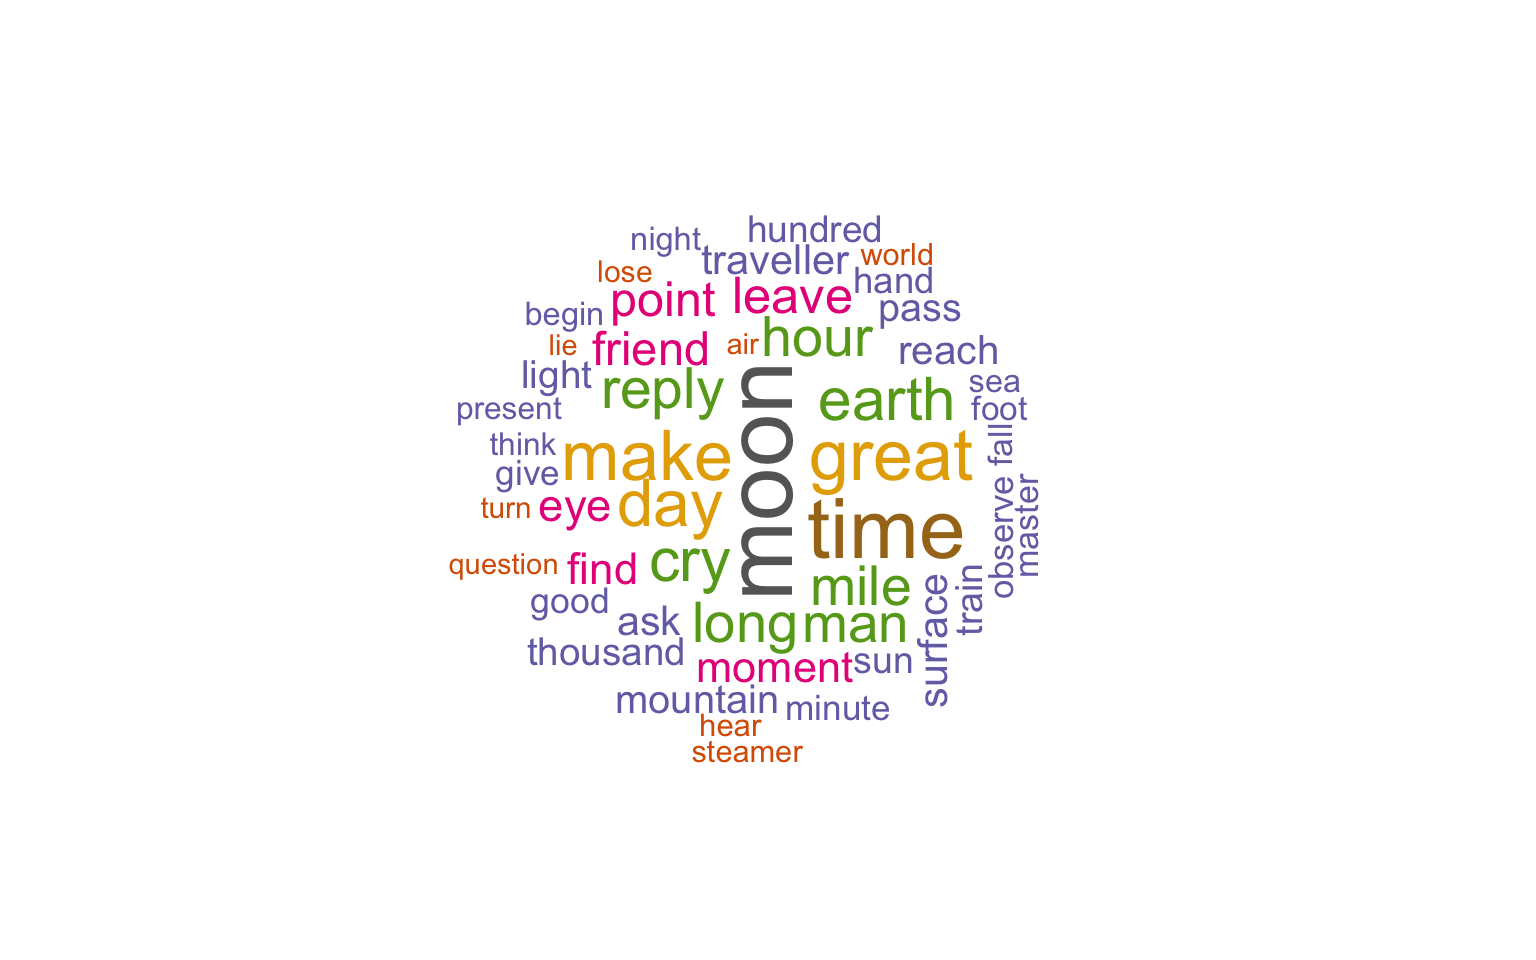 hundred
night
traveller
world
lose
hand
point
leave
pass
begin
hour
lie
friend
air
reach
light
reply
moon
earth
sea
present
foot
think
make
great
fall
give
turn
eye
day
time
observe
master
question
find
cry
mile
good
ask
long
man
surface
train
thousand
moment
sun
mountain
minute
hear
steamer